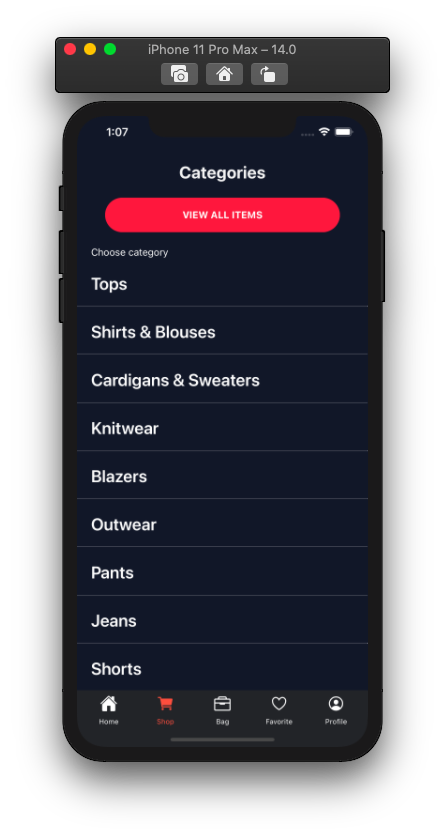 iPhone 11 Pro Max – 14.0
1:07
Categories
VIEW ALL ITEMS
Choose category
Tops
Shirts & Blouses
Cardigans & Sweaters
Knitwear
Blazers
Outwear
Pants
Jeans
Shorts
Home Shop Bag Favorite Profile